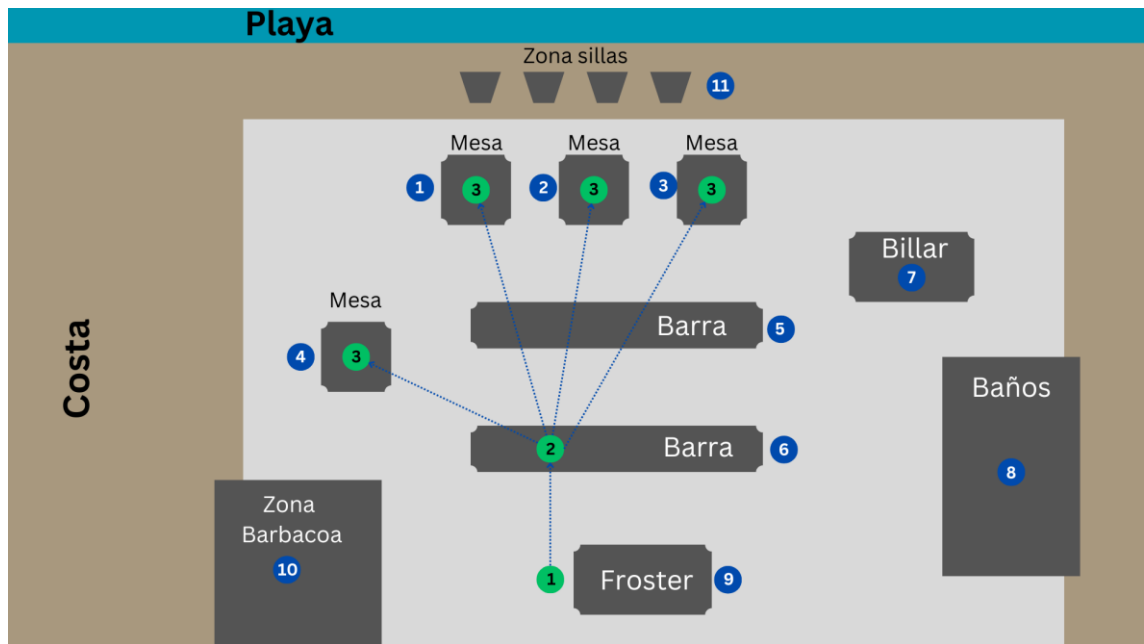 Playa
Zona sillas
11
Mesa
Mesa
Mesa
1
3
2
3
3
3
Billar
7
Mesa
Barra
5
4
3
Costa
Baños
2
Barra
6
8
Zona
Barbacoa
10
1
Froster
9